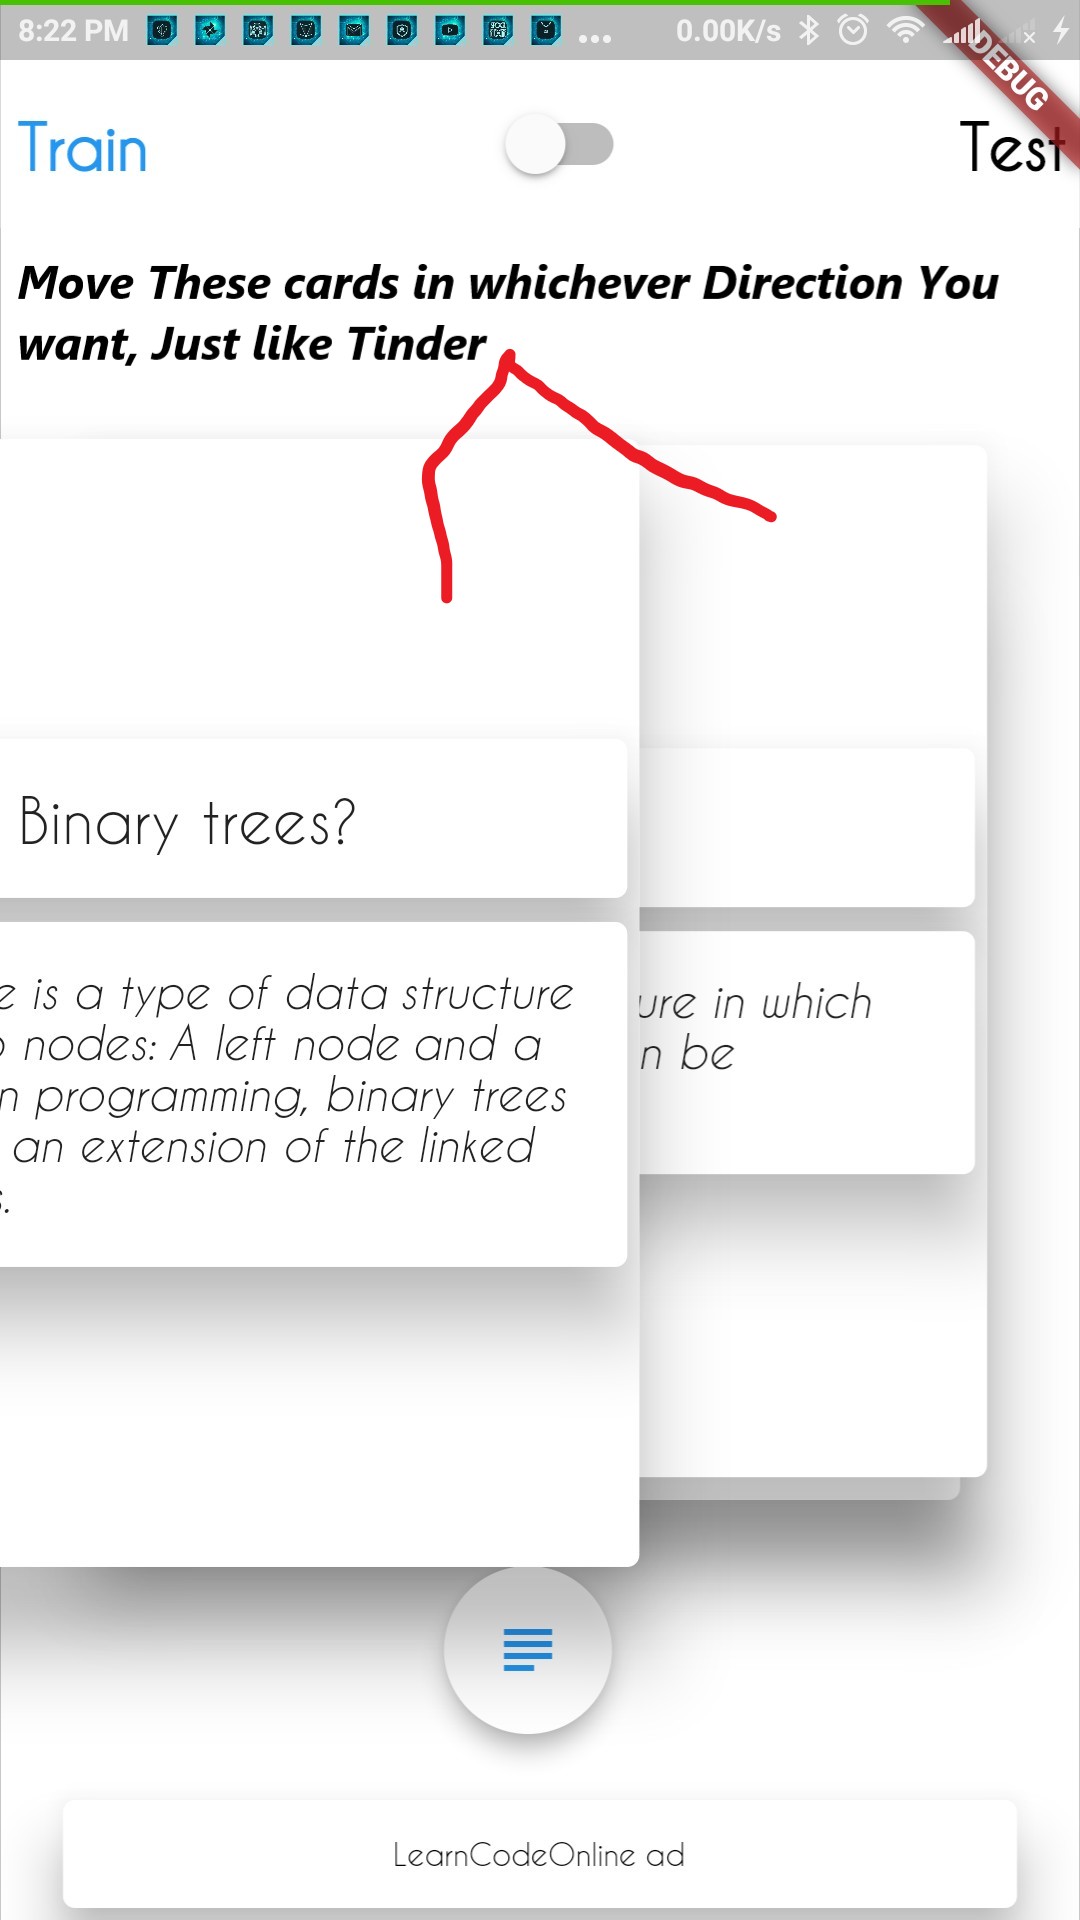 8:22 PM 0.00K/s
DEBUG
Train Test
Move These cards in whichever Direction You
want, Just like Tinder
Binary trees?
e is a type of data structure
nodes: A left node and a
n programming, binary trees
an extension of the linked
s.
ure in which
n be
LearnCodeOnline ad